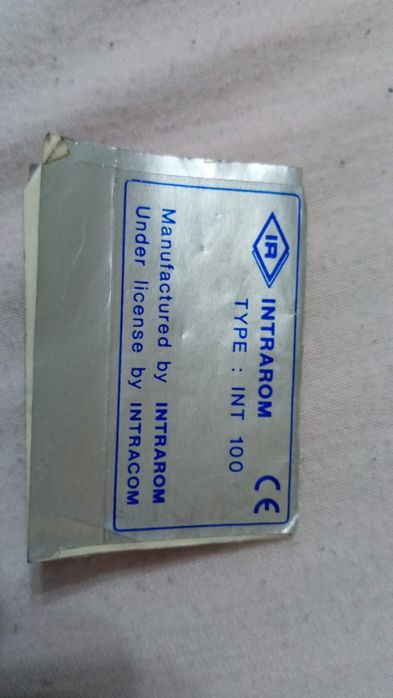 IR INTRAROM CE
TYPE : INT 100
Manufactured by INTRAROM
Under license by INTRACOM